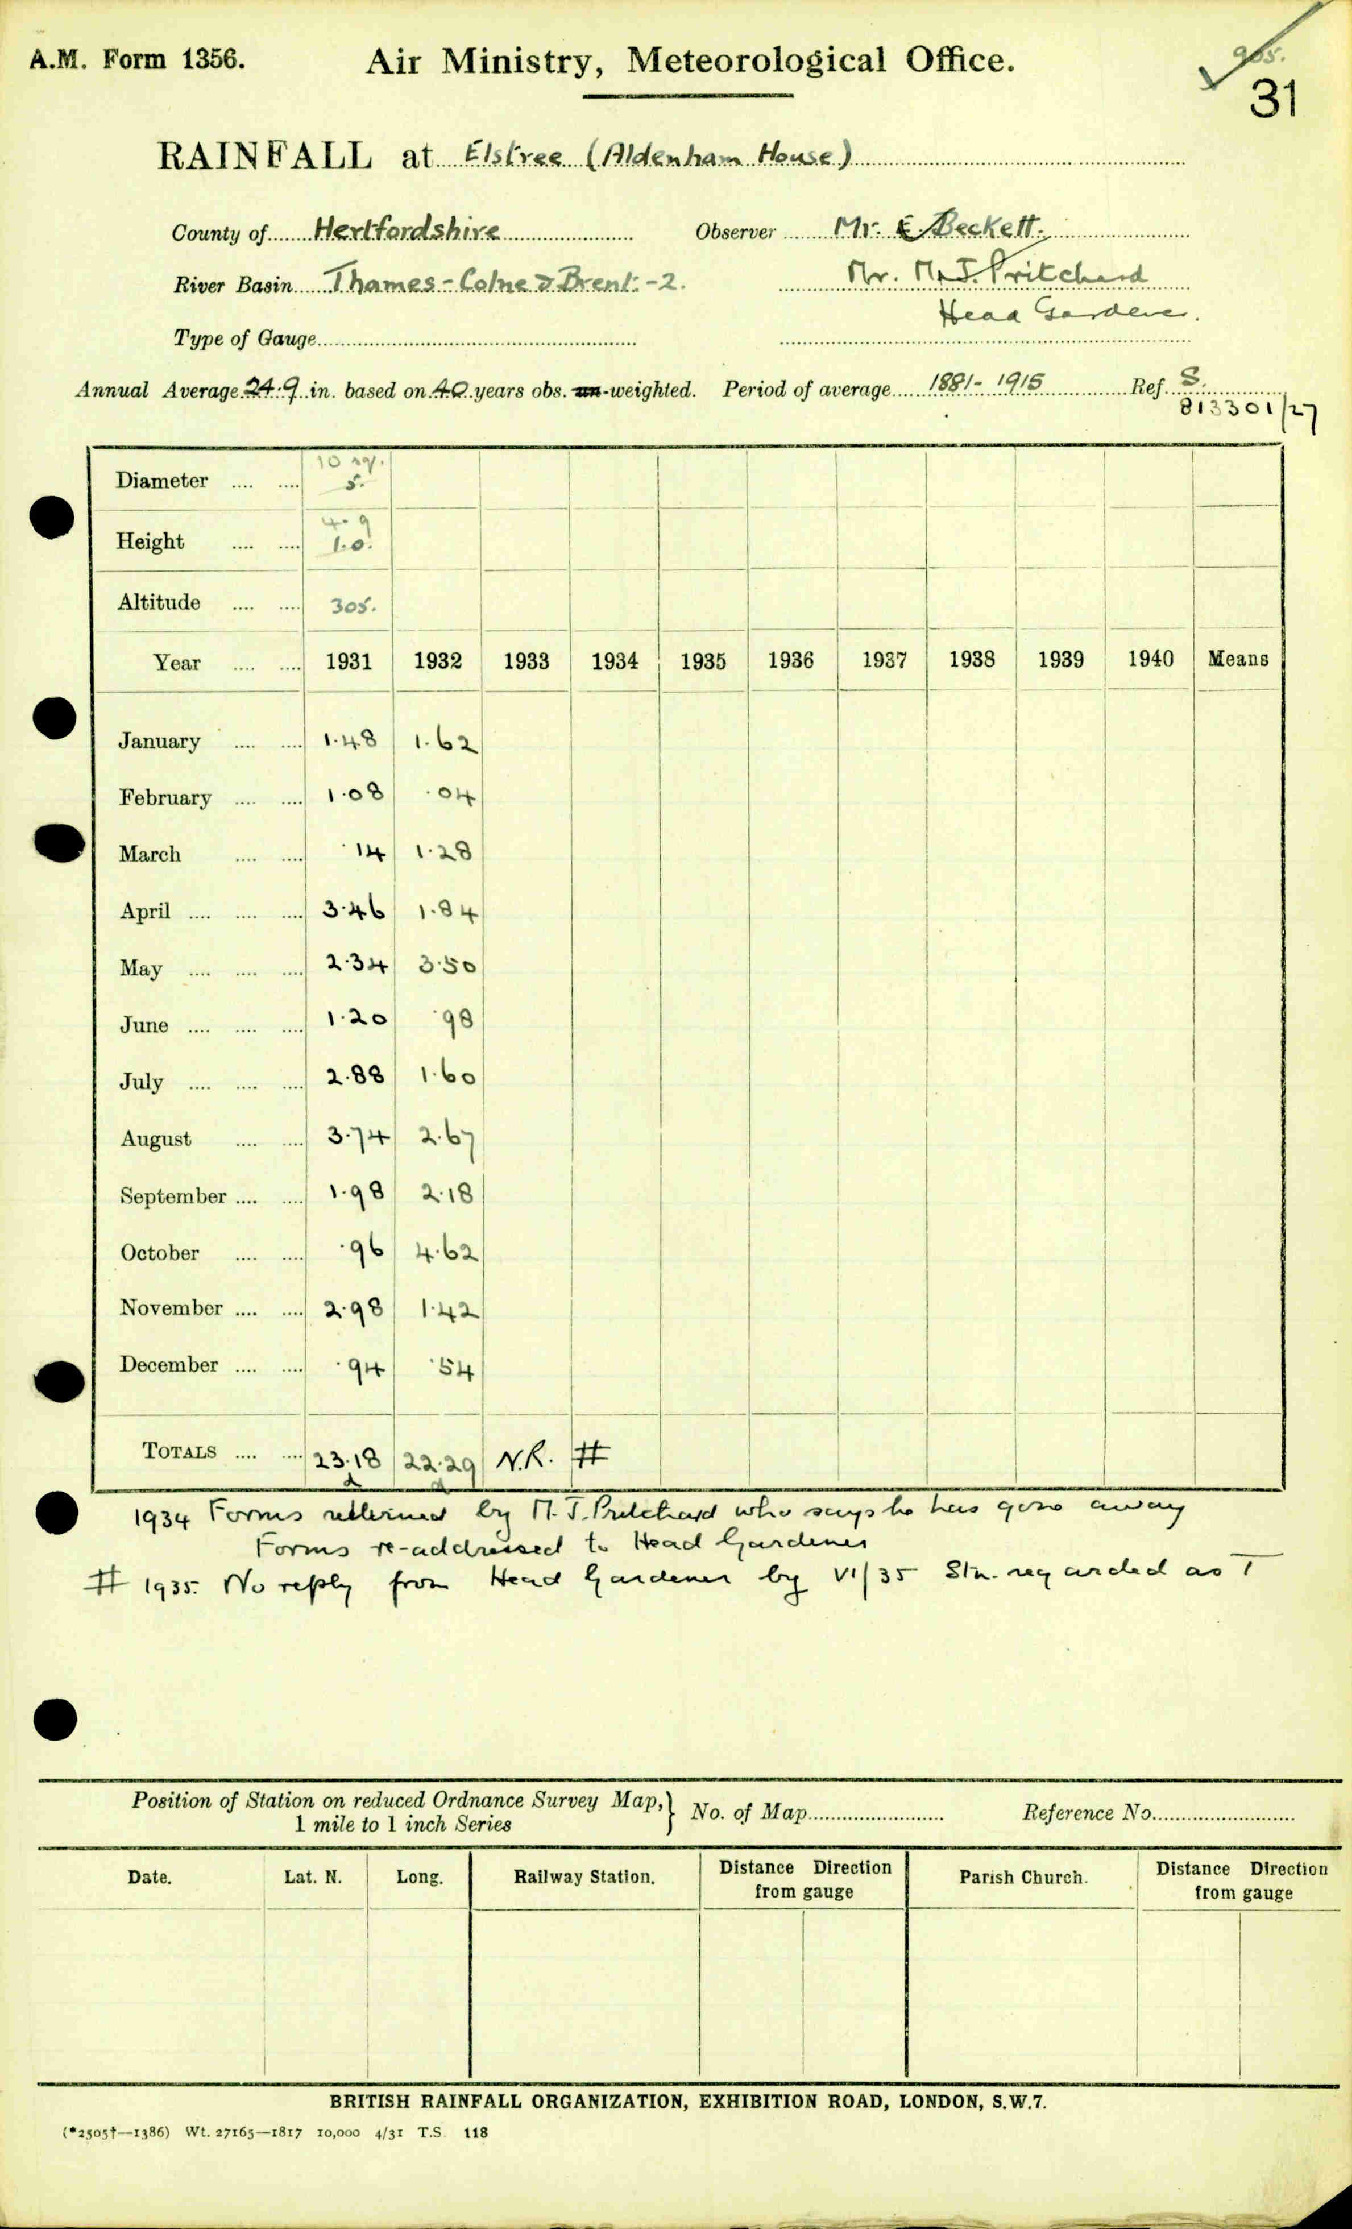 905.
A.M. Form 1356. Air Ministry, Meteorological Office.
31
RAINFALL at Elstree (Aldenham House)
County of Hertfordshire Observer Mr. E. Beckett.
River Basin Thames - Colne & Brent. - 2. Mr. M. J. Pritchard
Head Gardener.
Type of Gauge
Annual Average 24.9 in. based on 40 years obs. un-weighted. Period of average 1881 - 1915 Ref. S.
813301/27
10 sq.
Diameter .... .... 5.
4.9
Height .... .... 1.0.
Altitude .... .... 305.
Year .... .... 1931 1932 1933 1934 1935 1936 1937 1938 1939 1940 Means
January .... .... 1.48 1.62
February .... .... 1.08 .04
March .... .... .14 1.28
April .... .... .... 3.46 1.84
May .... .... .... 2.34 3.50
June .... .... .... 1.20 .98
July .... .... .... 2.88 1.60
August .... .... 3.74 2.67
September .... .... 1.98 2.18
October .... .... .96 4.62
November .... .... 2.98 1.42
December .... .... .94 .54
TOTALS .... .... 23.18 22.29 N.R. #
1934 Forms returned by M. J. Pritchard who says he has gone away
Forms re-addressed to Head Gardener
# 1935. No reply from Head Gardener by VI/35 Stn. regarded as T
Position of Station on reduced Ordnance Survey Map,} No. of Map Reference No.
1 mile to 1 inch Series
Date. Lat. N. Long. Railway Station. Distance Direction from gauge Parish Church. Distance Direction from gauge
BRITISH RAINFALL ORGANIZATION, EXHIBITION ROAD, LONDON, S.W.7.
(*2505†—1386) Wt. 27165—1817 10,000 4/31 T.S. 118